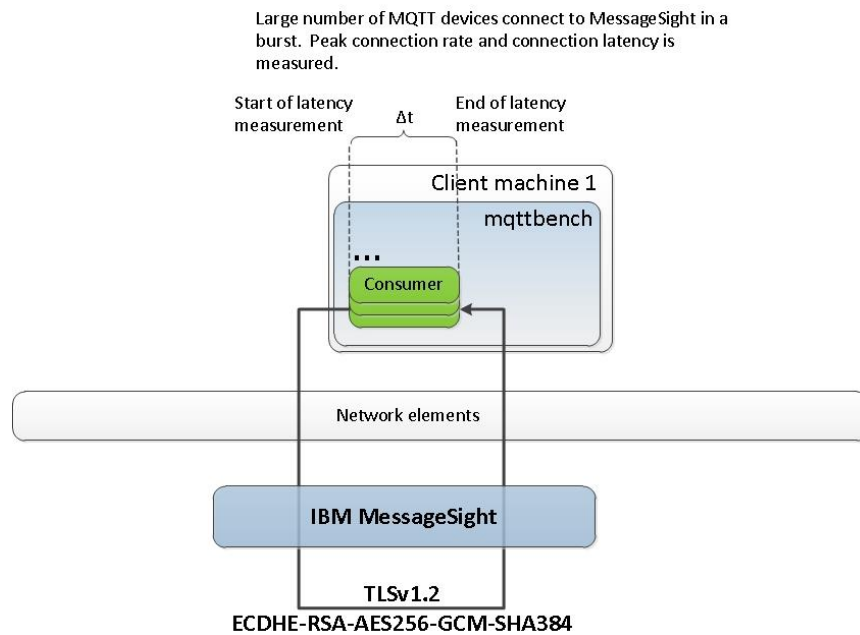 Large number of MQTT devices connect to MessageSight in a
burst.  Peak connection rate and connection latency is
measured.
Start of latency
measurement
Δt
End of latency
measurement
Client machine 1
mqttbench
...
Consumer
Network elements
IBM MessageSight
TLSv1.2
ECDHE-RSA-AES256-GCM-SHA384